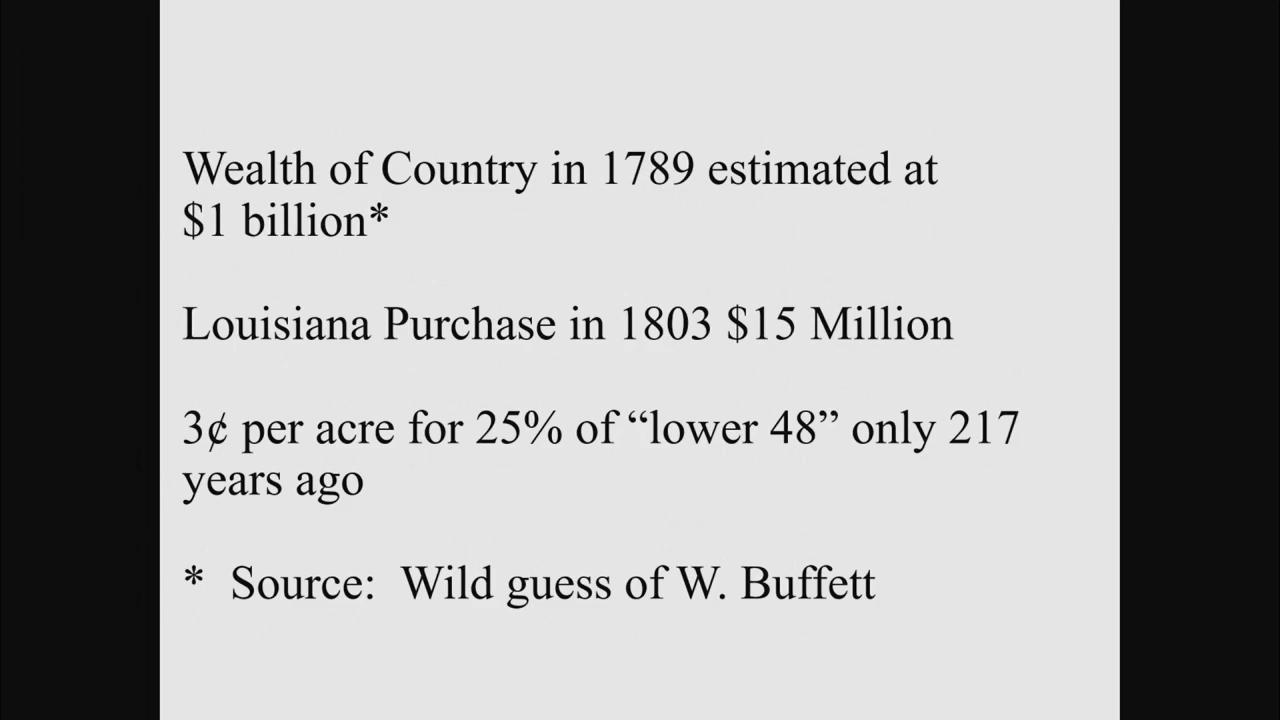 Wealth of Country in 1789 estimated at
$1 billion*
Louisiana Purchase in 1803 $15 Million
3¢ per acre for 25% of “lower 48” only 217
years ago
* Source: Wild guess of W. Buffett